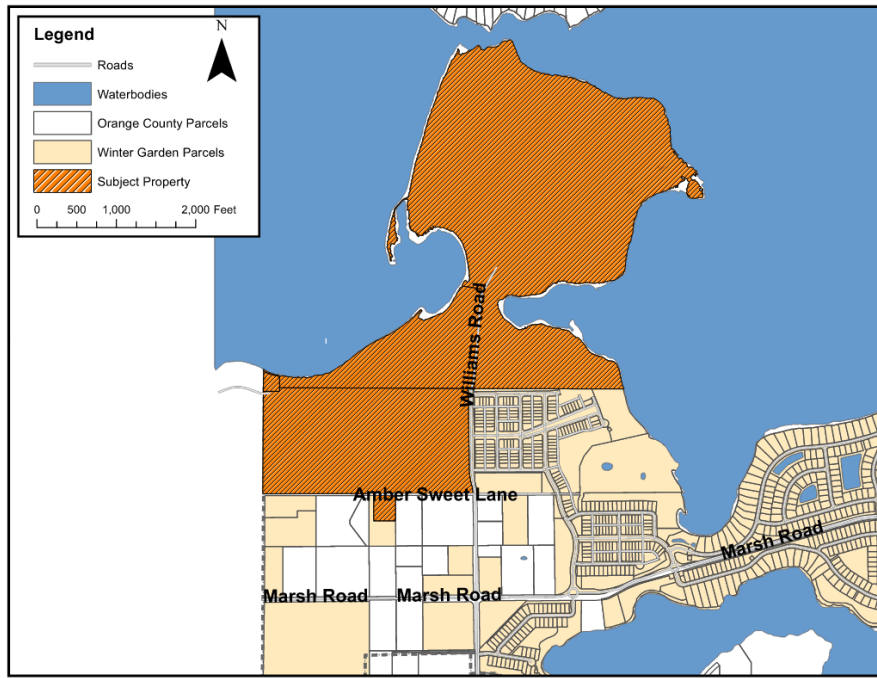 Legend
N
Roads
Waterbodies
Orange County Parcels
Winter Garden Parcels
Subject Property
0 500 1,000 2,000 Feet
Williams Road
Amber Sweet Lane
Marsh Road
Marsh Road
Marsh Road